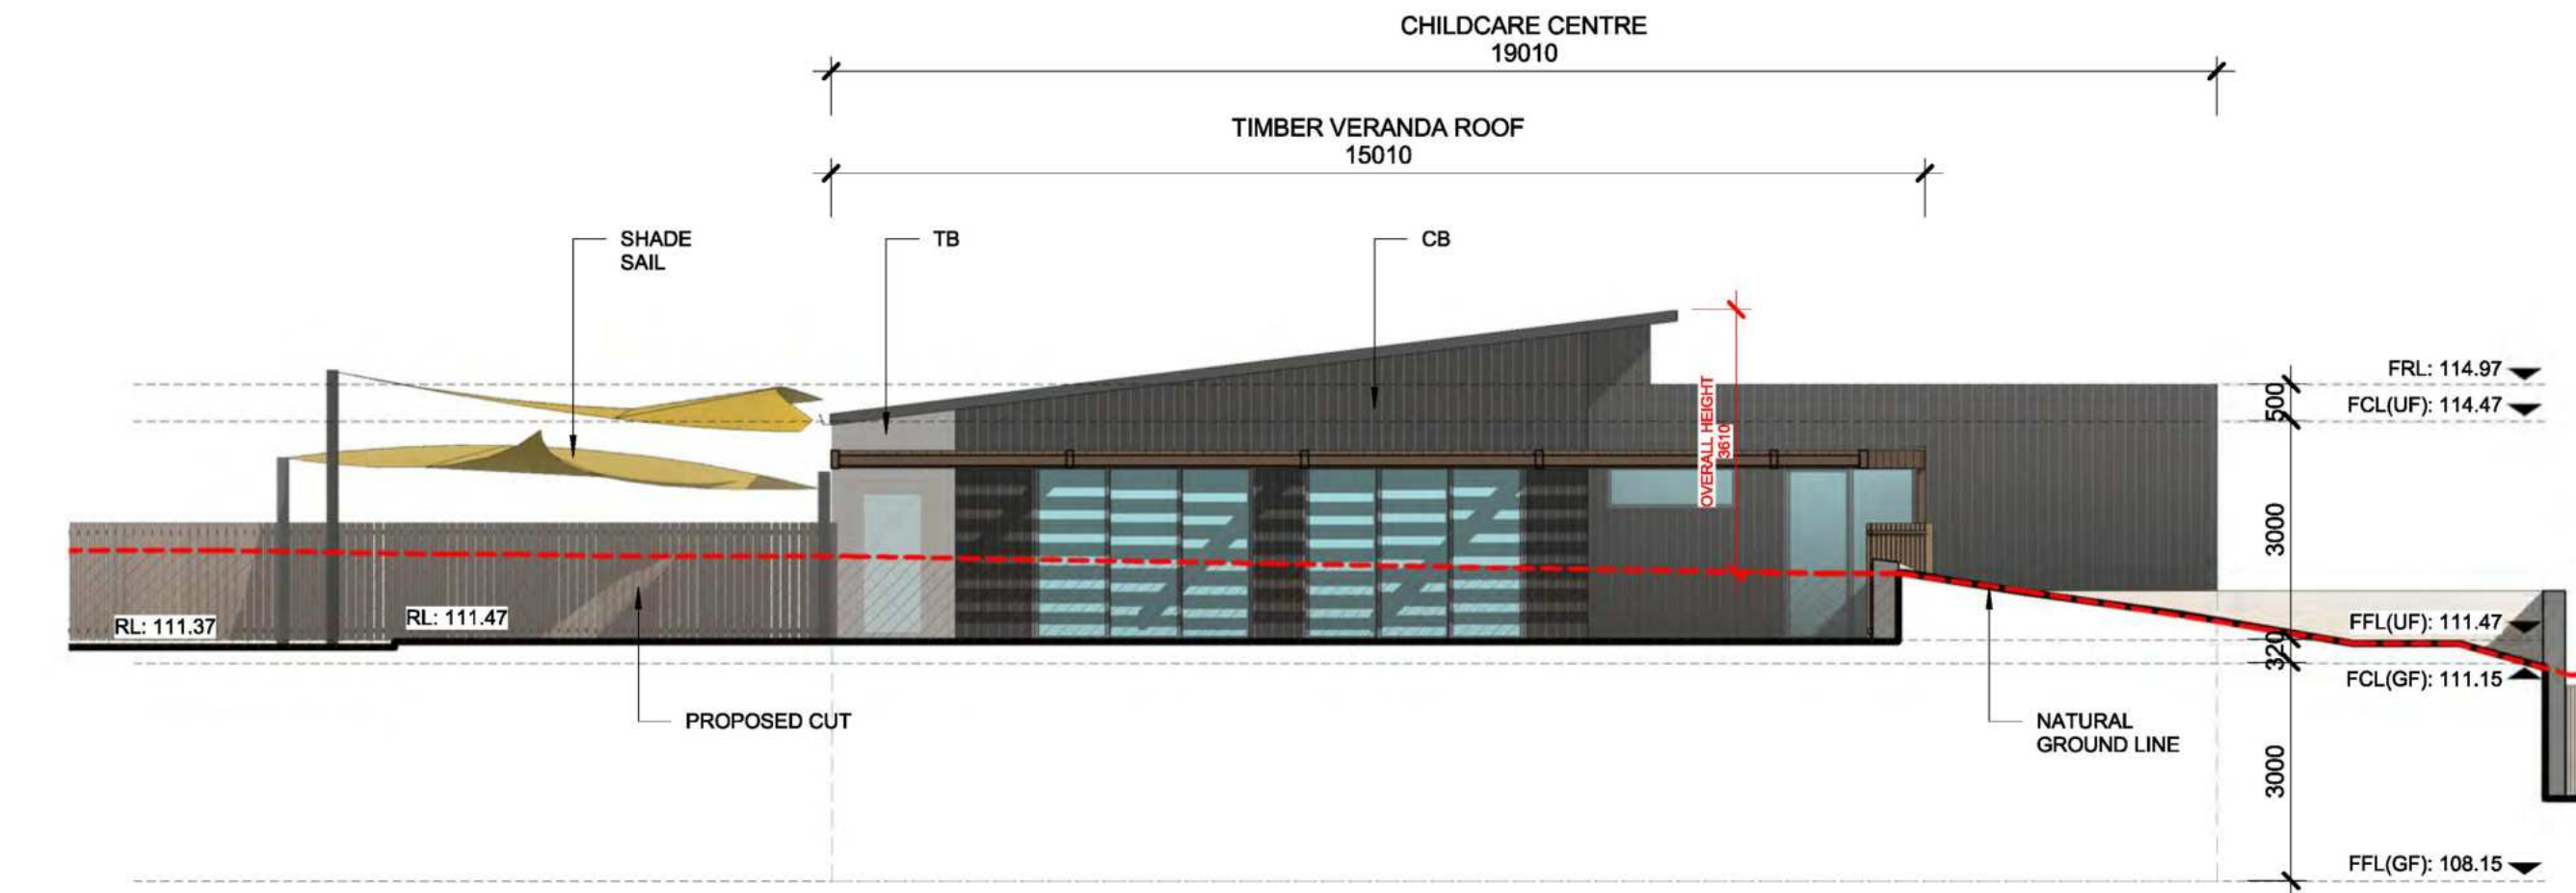 CHILDCARE CENTRE
19010
TIMBER VERANDA ROOF
15010
SHADE
SAIL
TB
CB
OVERALL HEIGHT
3610
FRL: 114.97
500
FCL(UF): 114.47
3000
RL: 111.37
RL: 111.47
FFL(UF): 111.47
320
FCL(GF): 111.15
PROPOSED CUT
NATURAL
GROUND LINE
3000
FFL(GF): 108.15